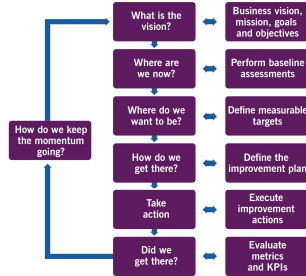 What is the
vision?
Business vision,
mission, goals
and objectives
Where are
we now?
Perform baseline
assessments
Where do we
want to be?
Define measurable
targets
How do we keep
the momentum
going?
How do we
get there?
Define the
improvement plan
Take
action
Execute
improvement
actions
Did we
get there?
Evaluate
metrics
and KPIs